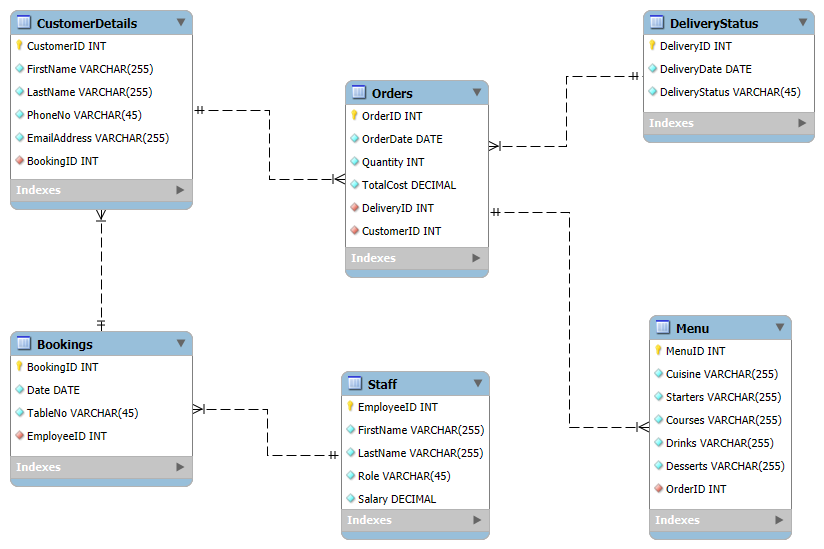 CustomerDetails
CustomerID INT
FirstName VARCHAR(255)
LastName VARCHAR(255)
PhoneNo VARCHAR(45)
EmailAddress VARCHAR(255)
BookingID INT
Indexes
Orders
OrderID INT
OrderDate DATE
Quantity INT
TotalCost DECIMAL
DeliveryID INT
CustomerID INT
Indexes
DeliveryStatus
DeliveryID INT
DeliveryDate DATE
DeliveryStatus VARCHAR(45)
Indexes
Bookings
BookingID INT
Date DATE
TableNo VARCHAR(45)
EmployeeID INT
Indexes
Staff
EmployeeID INT
FirstName VARCHAR(255)
LastName VARCHAR(255)
Role VARCHAR(45)
Salary DECIMAL
Indexes
Menu
MenuID INT
Cuisine VARCHAR(255)
Starters VARCHAR(255)
Courses VARCHAR(255)
Drinks VARCHAR(255)
Desserts VARCHAR(255)
OrderID INT
Indexes